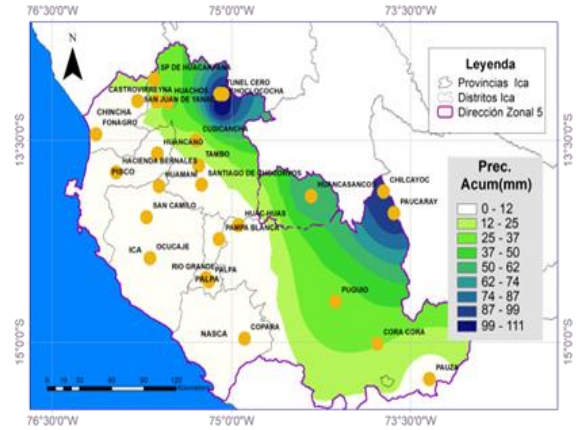 76°30'0"W
75°0'0"W
73°30'0"W
N
SP DE HUACARPANA
TUNEL CERO
CHOCLOCOCHA
CASTROVIRREYNA
HUACHOS
SAN JUAN DE YANAC
CHINCHA
FONAGRO
CUSICANCHA
HUANCANO
HACIENDA BERNALES
TAMBO
PISCO
HUAMANI
SANTIAGO DE CHOCORVOS
HUANCASANCOS
CHILCAYOC
PAUCARAY
SAN CAMILO
HUAC-HUAS
PAMPA BLANCA
ICA
OCUCAJE
RIO GRANDE
PALPA
PALPA
PUQUIO
NASCA
COPARA
CORA CORA
PAUZA
13°30'0"S
13°30'0"S
15°0'0"S
15°0'0"S
Leyenda
Provincias Ica
Distritos Ica
Dirección Zonal 5
Prec.
Acum(mm)
0 - 12
12 - 25
25 - 37
37 - 50
50 - 62
62 - 74
74 - 87
87 - 99
99 - 111
76°30'0"W
75°0'0"W
73°30'0"W